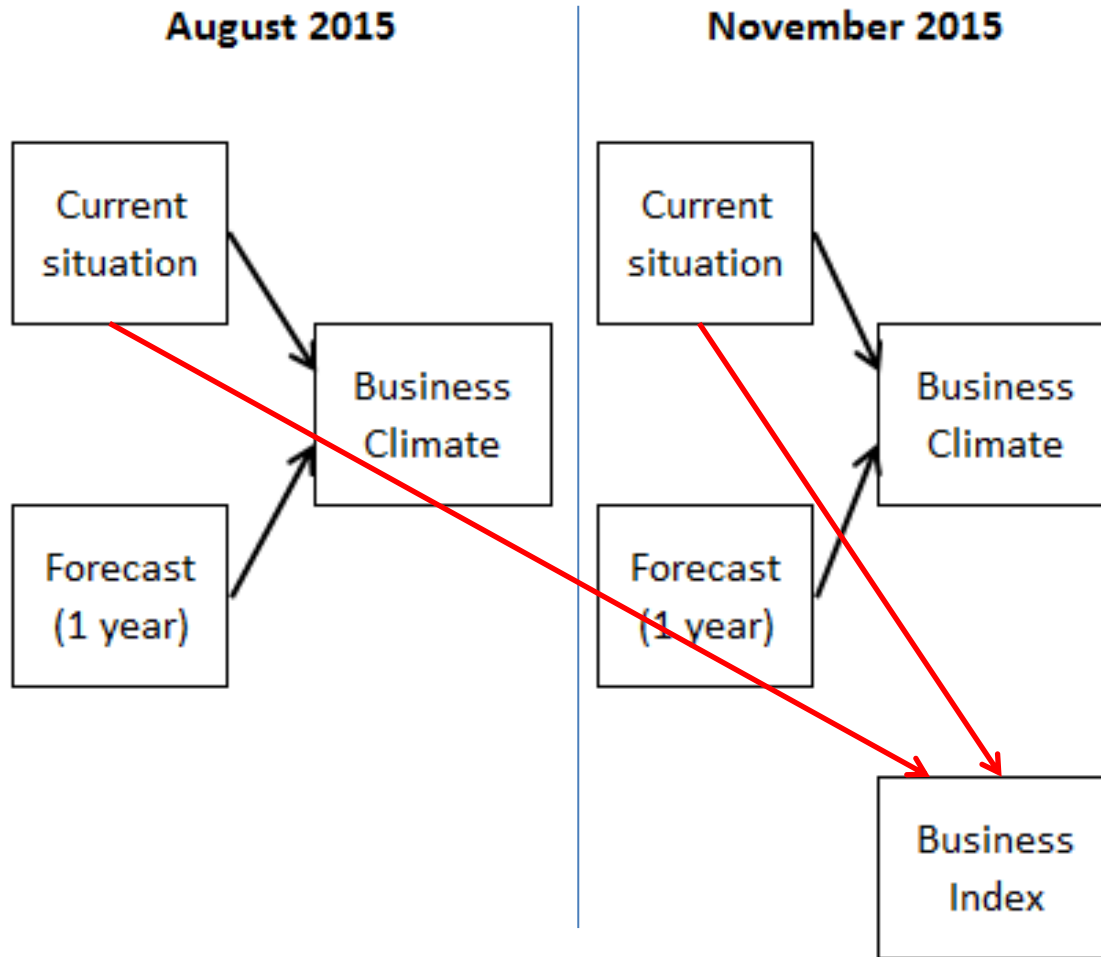 August 2015
November 2015
Current
situation
Current
situation
Business
Climate
Business
Climate
Forecast
(1 year)
Forecast
(1 year)
Business
Index